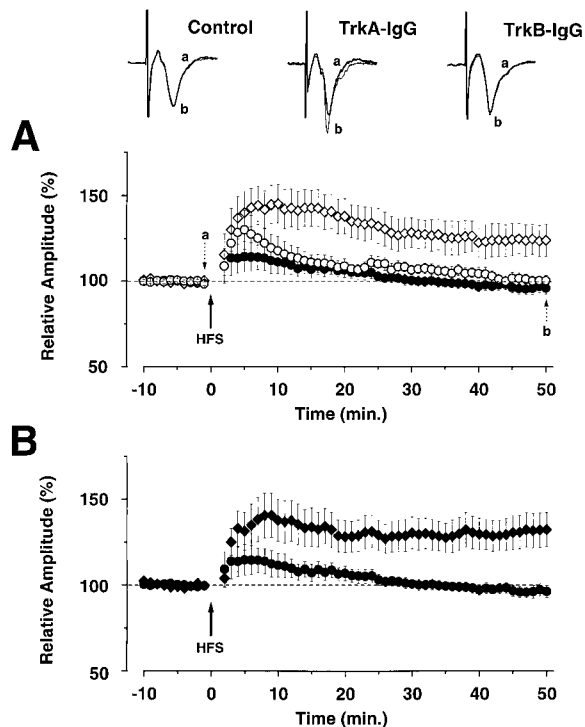 Control
TrkA-IgG
TrkB-IgG
a
b
a
b
a
b
A
Relative Amplitude (%)
150
100
50
a
HFS
b
-10
0
10
20
30
40
50
Time (min.)
B
Relative Amplitude (%)
150
100
50
HFS
-10
0
10
20
30
40
50
Time (min.)